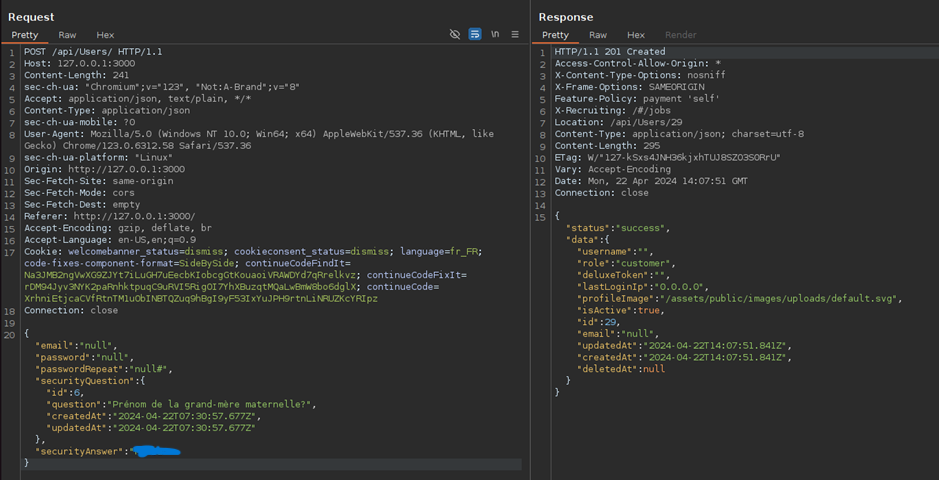 Request
Pretty Raw Hex
\n
1 POST /api/Users/ HTTP/1.1
2 Host: 127.0.0.1:3000
3 Content-Length: 241
4 sec-ch-ua: "Chromium";v="123", "Not:A-Brand";v="8"
5 Accept: application/json, text/plain, */*
6 Content-Type: application/json
7 sec-ch-ua-mobile: ?0
8 User-Agent: Mozilla/5.0 (Windows NT 10.0; Win64; x64) AppleWebKit/537.36 (KHTML, like
Gecko) Chrome/123.0.6312.58 Safari/537.36
9 sec-ch-ua-platform: "Linux"
10 Origin: http://127.0.0.1:3000
11 Sec-Fetch-Site: same-origin
12 Sec-Fetch-Mode: cors
13 Sec-Fetch-Dest: empty
14 Referer: http://127.0.0.1:3000/
15 Accept-Encoding: gzip, deflate, br
16 Accept-Language: en-US,en;q=0.9
17 Cookie: welcomebanner_status=dismiss; cookieconsent_status=dismiss; language=fr_FR;
code-fixes-component-format=SideBySide; continueCodeFindIt=
continueCodeFixIt=
continueCode=
18 Connection: close
19
20 {
"email":"null",
"password":"null",
"passwordRepeat":"null#",
"securityQuestion":{
"id":6,
"question":"Prénom de la grand-mère maternelle?",
"createdAt":"2024-04-22T07:30:57.677Z",
"updatedAt":"2024-04-22T07:30:57.677Z"
},
"securityAnswer":"
}
Response
Pretty Raw Hex Render
1 HTTP/1.1 201 Created
2 Access-Control-Allow-Origin: *
3 X-Content-Type-Options: nosniff
4 X-Frame-Options: SAMEORIGIN
5 Feature-Policy: payment 'self'
6 X-Recruiting: /#/jobs
7 Location: /api/Users/29
8 Content-Type: application/json; charset=utf-8
9 Content-Length: 295
10 ETag:
11 Vary: Accept-Encoding
12 Date: Mon, 22 Apr 2024 14:07:51 GMT
13 Connection: close
14
15 {
"status":"success",
"data":{
"username":"",
"role":"customer",
"deluxeToken":"",
"lastLoginIp":"0.0.0.0",
"profileImage":"/assets/public/images/uploads/default.svg",
"isActive":true,
"id":29,
"email":"null",
"updatedAt":"2024-04-22T14:07:51.841Z",
"createdAt":"2024-04-22T14:07:51.841Z",
"deletedAt":null
}
}